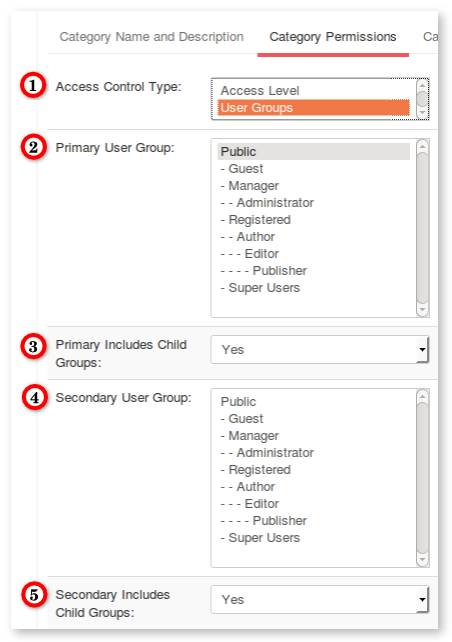 Category Name and Description Category Permissions Ca
1 Access Control Type:
Access Level
User Groups
2 Primary User Group:
Public
- Guest
- Manager
- - Administrator
- Registered
- - Author
- - - Editor
- - - - Publisher
- Super Users
3 Primary Includes Child
Groups:
Yes
4 Secondary User Group:
Public
- Guest
- Manager
- - Administrator
- Registered
- - Author
- - - Editor
- - - - Publisher
- Super Users
5 Secondary Includes
Child Groups:
Yes